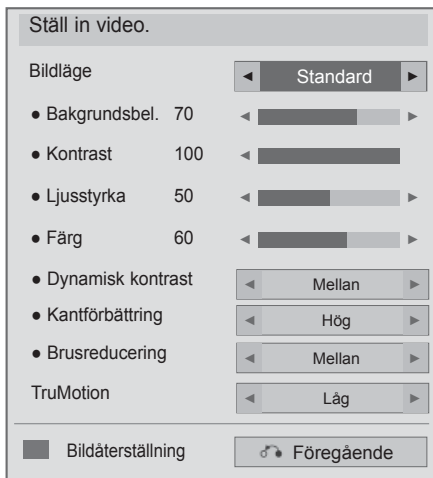 Ställ in video.
Bildläge ◄ Standard ►
● Bakgrundsbel. 70 ◄ ►
● Kontrast 100 ◄
● Ljusstyrka 50 ◄ ►
● Färg 60 ◄ ►
● Dynamisk kontrast ◄ Mellan ►
● Kantförbättring ◄ Hög ►
● Brusreducering ◄ Mellan ►
TruMotion ◄ Låg ►
Bildåterställning Föregående